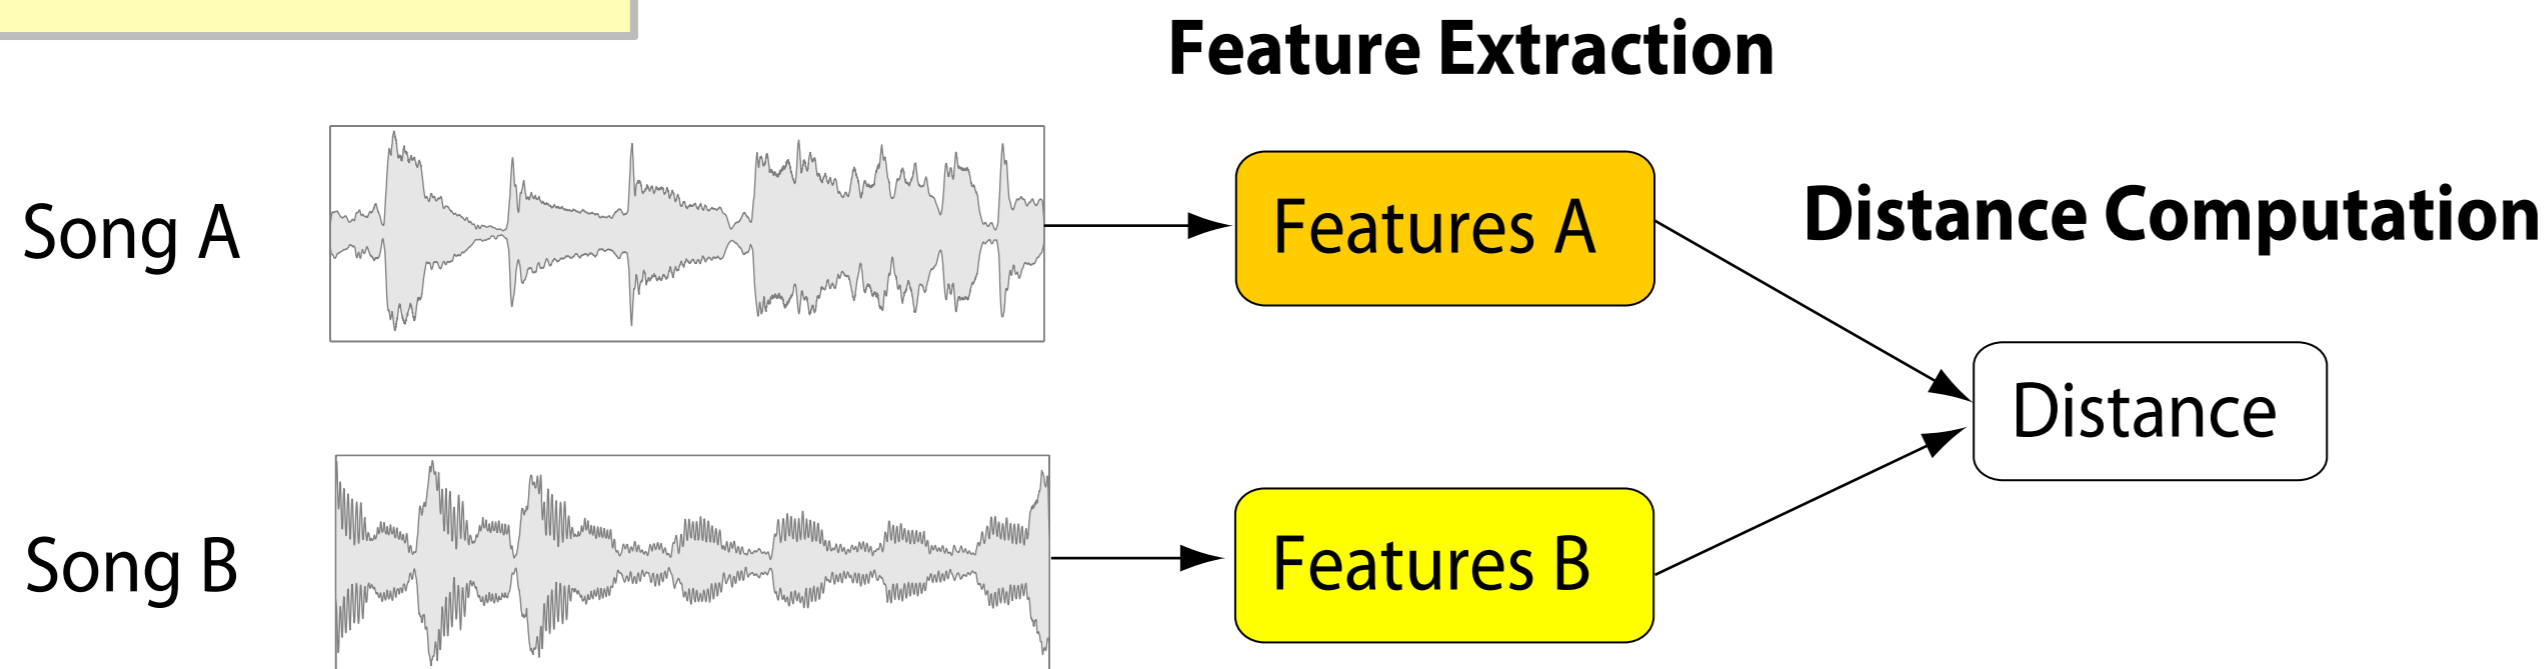 Feature Extraction
Song A
Features A
Distance Computation
Distance
Song B
Features B